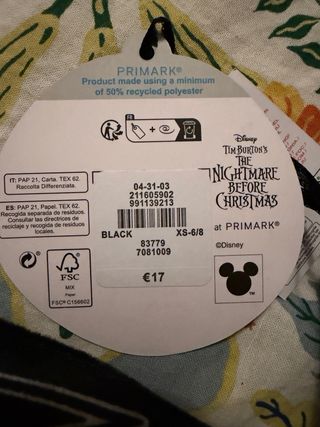 PRIMARK®
Product made using a minimum
of 50% recycled polyester
FR
IT: PAP 21, Carta. TEX 62.
Raccolta Differenziata.
ES: PAP 21, Papel. TEX 62.
Recogida separada de residuos.
Consultar las directrices de
reciclaje y recogida de residuos
locales.
04-31-03
211605902
991139213
BLACK XS-6/8
83779
7081009
€17
Disney
TIM BURTON'S
THE
NIGHTMARE
BEFORE
CHRISTMAS
at PRIMARK®
©Disney
TM
FSC
MIX
Paper
FSC® C156602